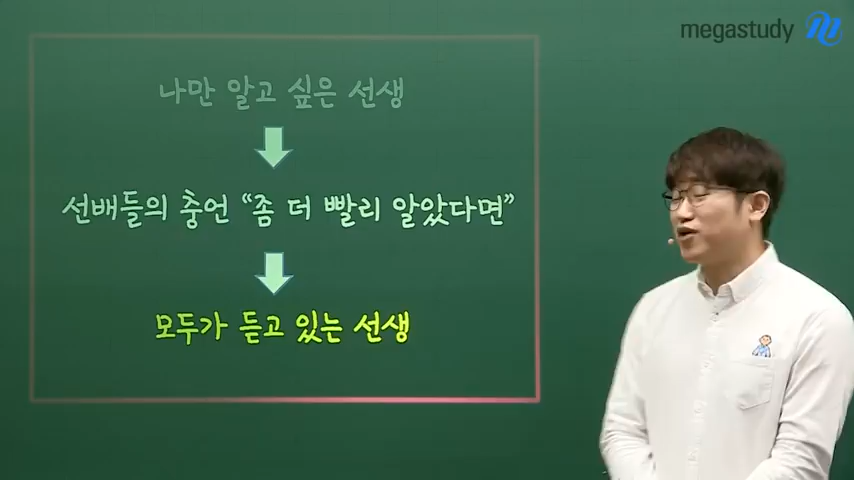 megastudy
나만 알고 싶은 선생
선배들의 충언 “좀 더 빨리 알았다면”
모두가 듣고 있는 선생